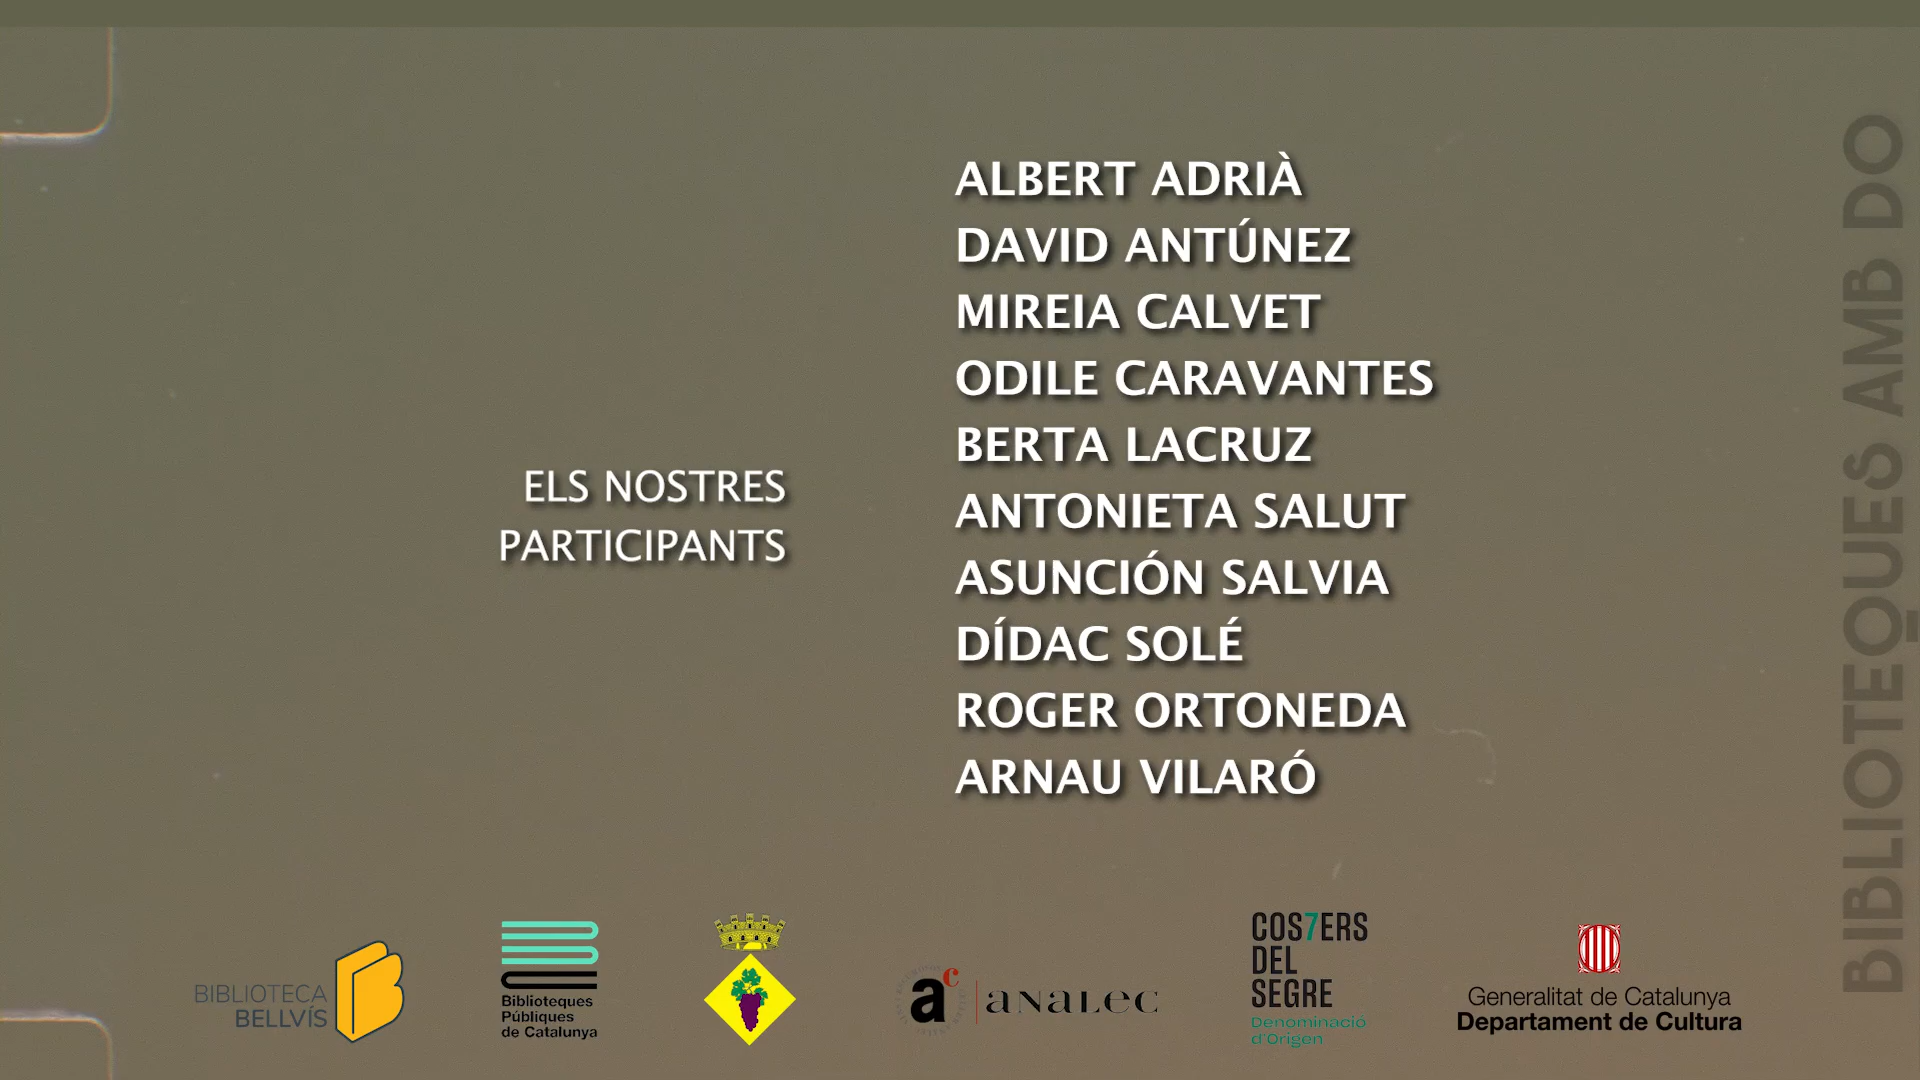 ELS NOSTRES
PARTICIPANTS
ALBERT ADRIÀ
DAVID ANTÚNEZ
MIREIA CALVET
ODILE CARAVANTES
BERTA LACRUZ
ANTONIETA SALUT
ASUNCIÓN SALVIA
DÍDAC SOLÉ
ROGER ORTONEDA
ARNAU VILARÓ
BIBLIOTEQUES AMB DO
BIBLIOTECA
BELLVÍS
Biblioteques
Públiques
de Catalunya
ac
ANALEC
COS7ERS
DEL
SEGRE
Denominació
d'Origen
Generalitat de Catalunya
Departament de Cultura